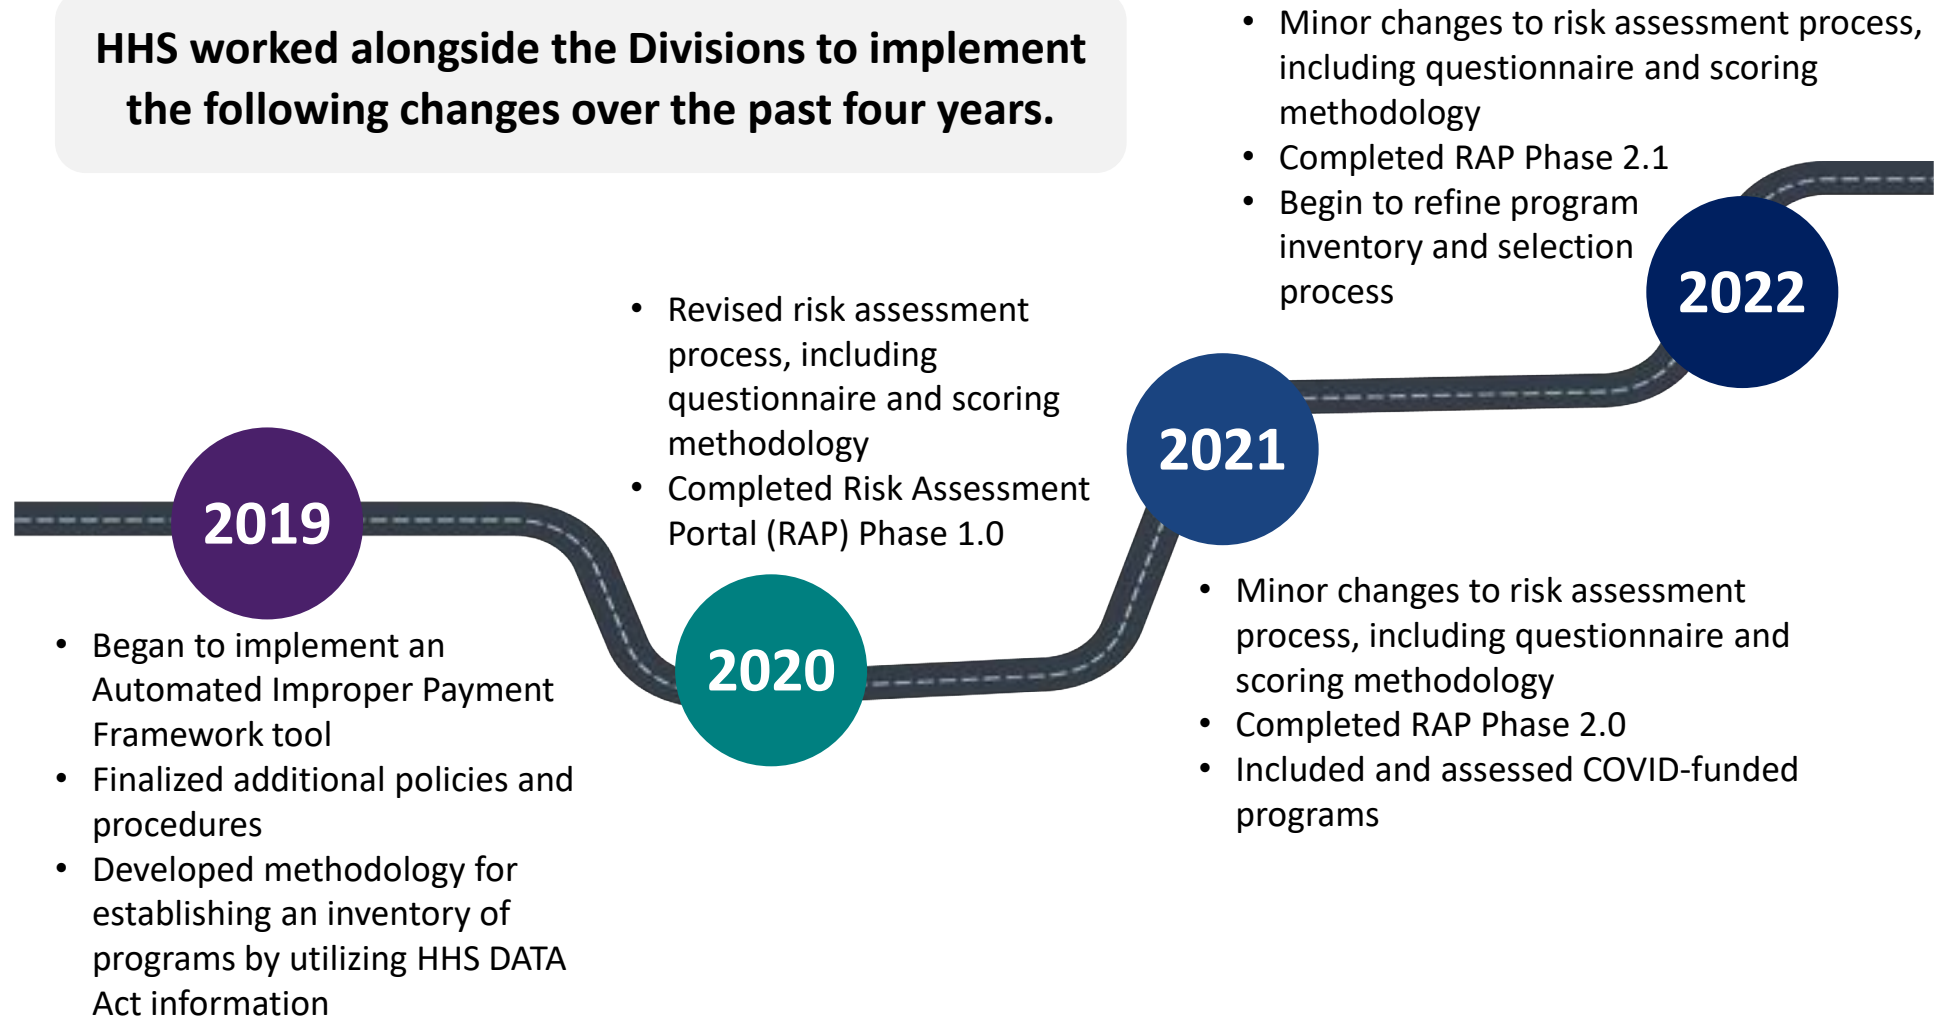 HHS worked alongside the Divisions to implement
the following changes over the past four years.
2019
• Began to implement an
Automated Improper Payment
Framework tool
• Finalized additional policies and
procedures
• Developed methodology for
establishing an inventory of
programs by utilizing HHS DATA
Act information
• Revised risk assessment
process, including
questionnaire and scoring
methodology
• Completed Risk Assessment
Portal (RAP) Phase 1.0
2020
2021
• Minor changes to risk assessment
process, including questionnaire and
scoring methodology
• Completed RAP Phase 2.0
• Included and assessed COVID-funded
programs
• Minor changes to risk assessment process,
including questionnaire and scoring
methodology
• Completed RAP Phase 2.1
• Begin to refine program
inventory and selection
process
2022